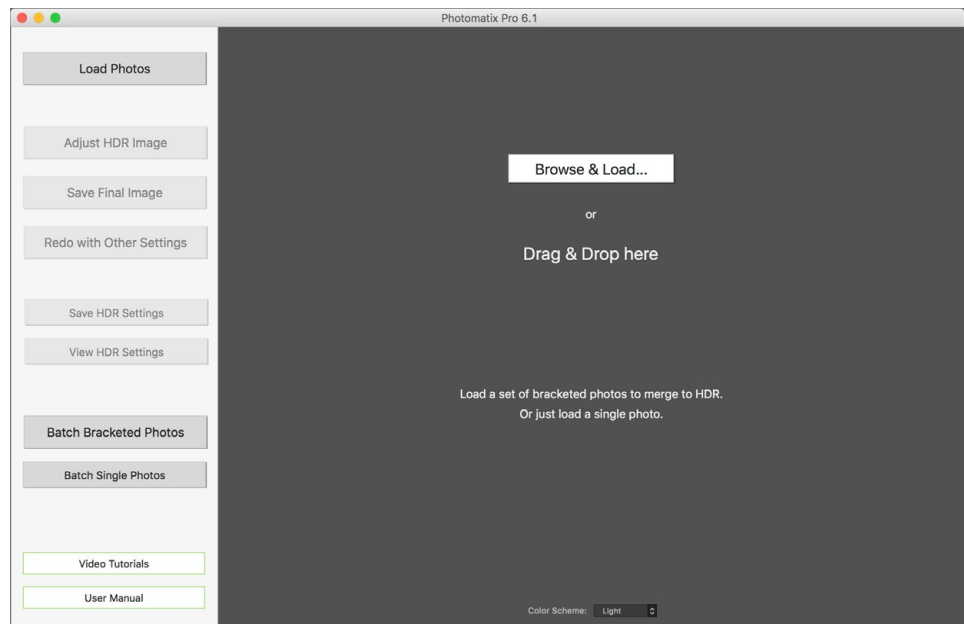 Photomatix Pro 6.1
Load Photos
Adjust HDR Image
Save Final Image
Redo with Other Settings
Save HDR Settings
View HDR Settings
Batch Bracketed Photos
Batch Single Photos
Video Tutorials
User Manual
Browse & Load...
or
Drag & Drop here
Load a set of bracketed photos to merge to HDR.
Or just load a single photo.
Color Scheme: Light